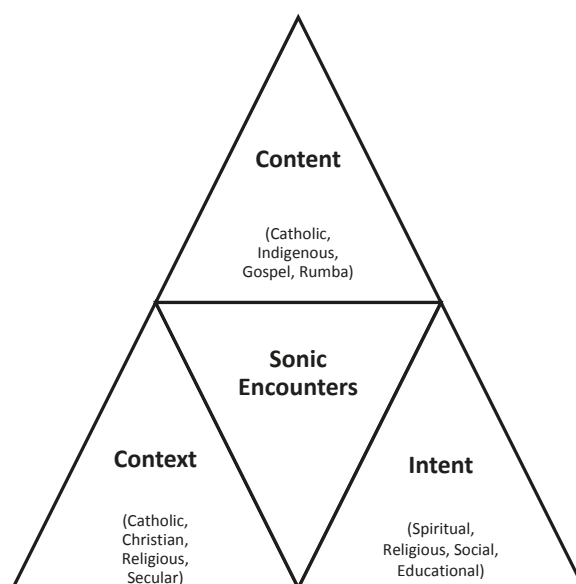 Content
(Catholic,
Indigenous,
Gospel, Rumba)
Sonic
Encounters
Context
(Catholic,
Christian,
Religious,
Secular)
Intent
(Spiritual,
Religious, Social,
Educational)